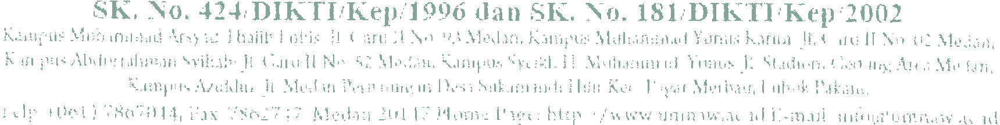 SK. No. 424/DIKTI/Kep/1996 dan SK. No. 181/DIKTI/Kep/2002
Kampus Muhammad Arsyad Thalib Lubis Jl. Garu II No. 93 Medan, Kampus Muhammad Yunus Karim Jl. Garu II No. 02 Medan,
Kampus Abdurrahman Syihab Jl. Garu II No. 52 Medan, Kampus Syeikh H. Muhammad Yunus Jl. Stadion Gedung Arca Medan,
Kampus Azuddin Jl. Medan Perbaungan Desa Sukamandi Hilir Kec. Pagar Merbau, Lubuk Pakam,
Telp. (061) 7867044, Fax. 7862747 Medan 20147 Home Page: http://www.umnaw.ac.id E-mail: info@umnaw.ac.id